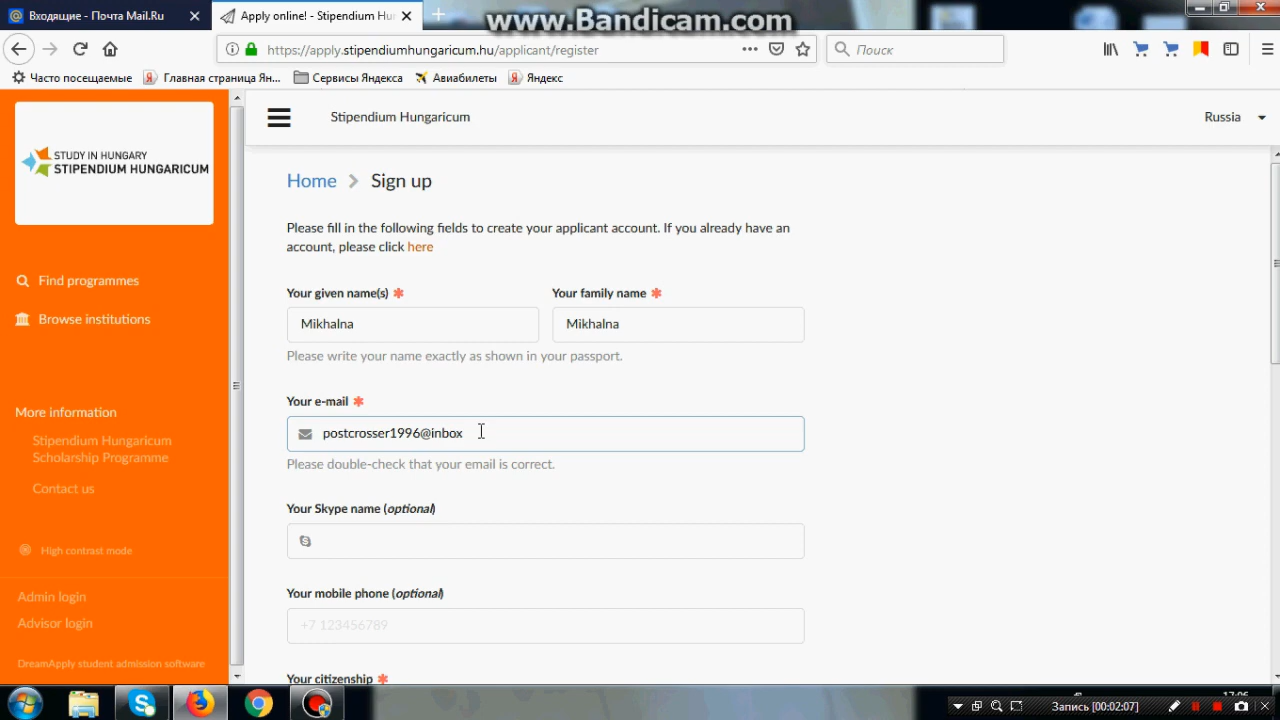 www.Bandicam.com
Входящие - Почта Mail.Ru
Apply online! - Stipendium Hu
https://apply.stipendiumhungaricum.hu/applicant/register
Поиск
Часто посещаемые
Главная страница Ян...
Сервисы Яндекса
Авиабилеты
Яндекс
STUDY IN HUNGARY
STIPENDIUM HUNGARICUM
Find programmes
Browse institutions
More information
Stipendium Hungaricum
Scholarship Programme
Contact us
High contrast mode
Admin login
Advisor login
DreamApply student admission software
Stipendium Hungaricum
Russia
Home > Sign up
Please fill in the following fields to create your applicant account. If you already have an
account, please click here
Your given name(s) *
Your family name *
Mikhalna
Mikhalna
Please write your name exactly as shown in your passport.
Your e-mail *
postcrosser1996@inbox
Please double-check that your email is correct.
Your Skype name (optional)
Your mobile phone (optional)
+7 123456789
Your citizenship *
Запись [00:02:07]